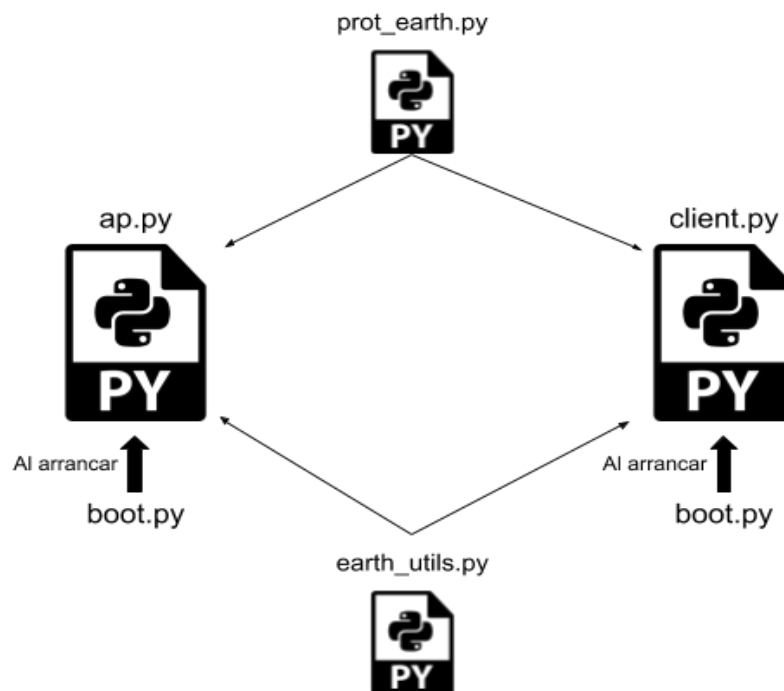 prot_earth.py
PY
ap.py
client.py
PY
PY
Al arrancar
Al arrancar
boot.py
boot.py
earth_utils.py
PY